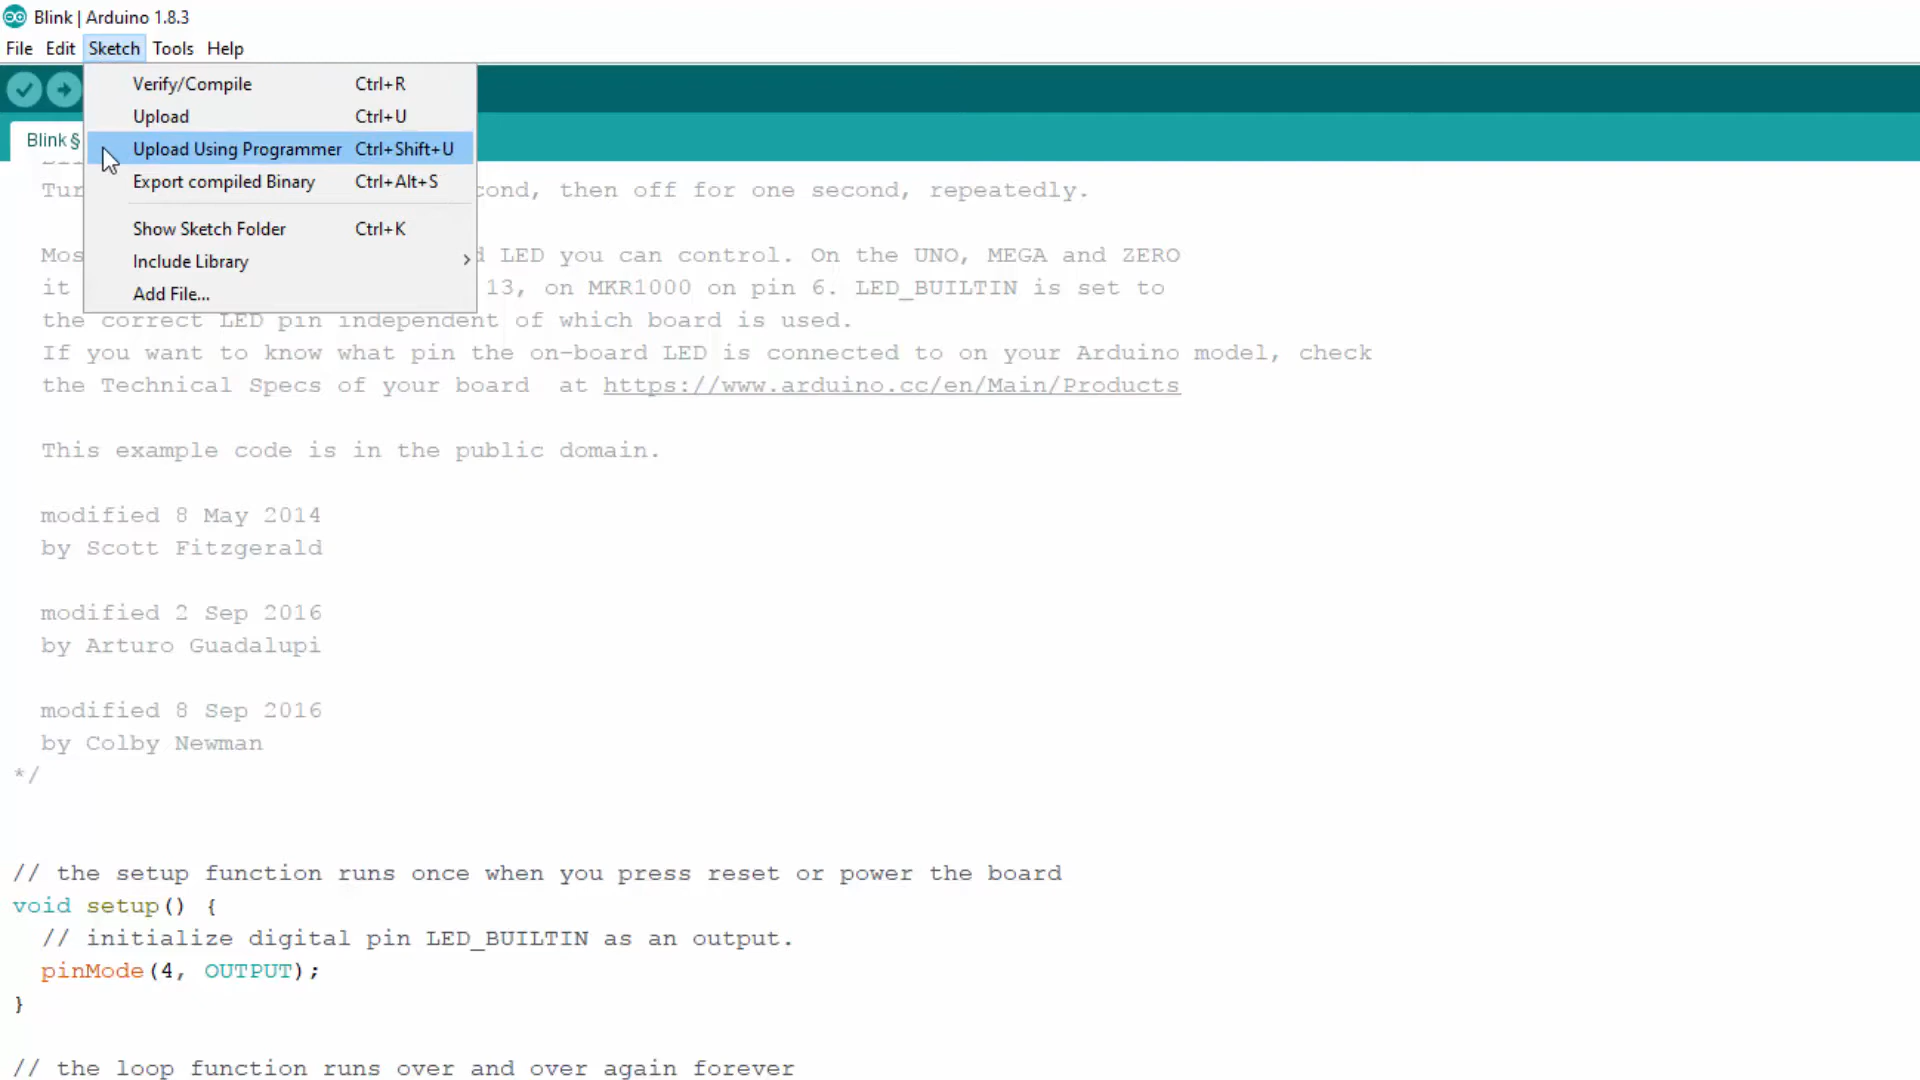 Blink | Arduino 1.8.3
File Edit Sketch Tools Help
Verify/Compile Ctrl+R
Upload Ctrl+U
Blink § Upload Using Programmer Ctrl+Shift+U
Export compiled Binary Ctrl+Alt+S
Show Sketch Folder Ctrl+K
Include Library >
Add File...
then off for one second, repeatedly.
LED you can control. On the UNO, MEGA and ZERO
it 13, on MKR1000 on pin 6. LED_BUILTIN is set to
the correct LED pin independent of which board is used.
If you want to know what pin the on-board LED is connected to on your Arduino model, check
the Technical Specs of your board at https://www.arduino.cc/en/Main/Products
This example code is in the public domain.
modified 8 May 2014
by Scott Fitzgerald
modified 2 Sep 2016
by Arturo Guadalupi
modified 8 Sep 2016
by Colby Newman
*/
// the setup function runs once when you press reset or power the board
void setup() {
// initialize digital pin LED_BUILTIN as an output.
pinMode(4, OUTPUT);
}
// the loop function runs over and over again forever